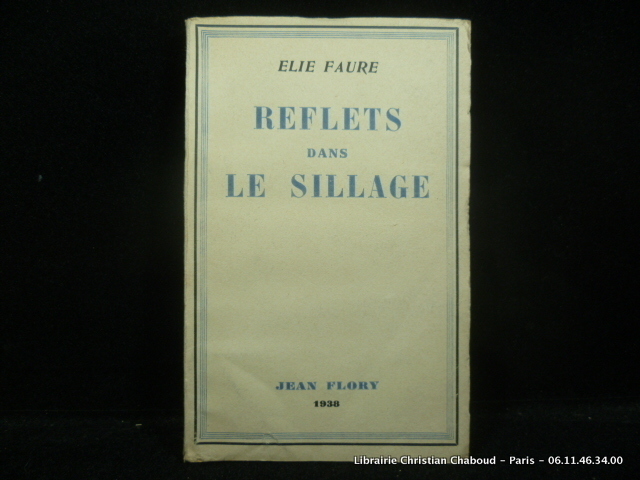 ELIE FAURE
REFLETS
DANS
LE SILLAGE
JEAN FLORY
1938
Librairie Christian Chaboud - Paris - 06.11.46.34.00